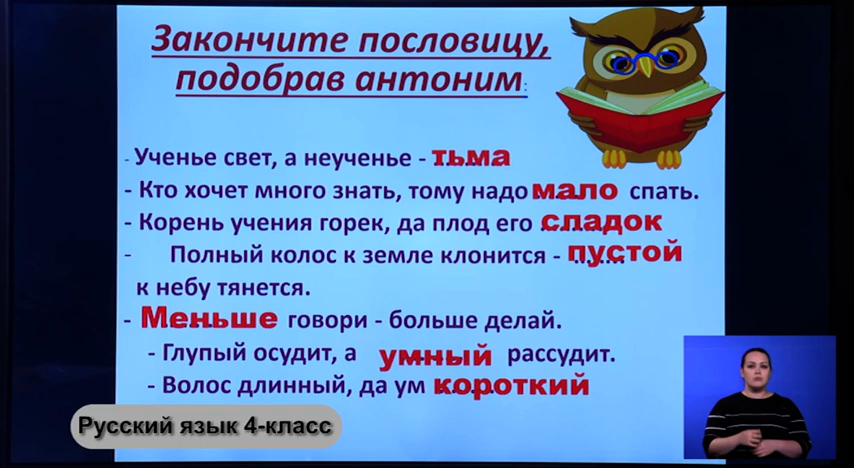 Закончите пословицу,
подобрав антоним:
- Ученье свет, а неученье - тьма
- Кто хочет много знать, тому надо мало спать.
- Корень учения горек, да плод его сладок
- Полный колос к земле клонится - пустой
к небу тянется.
- Меньше говори - больше делай.
- Глупый осудит, а умный рассудит.
- Волос длинный, да ум короткий
Русский язык 4-класс